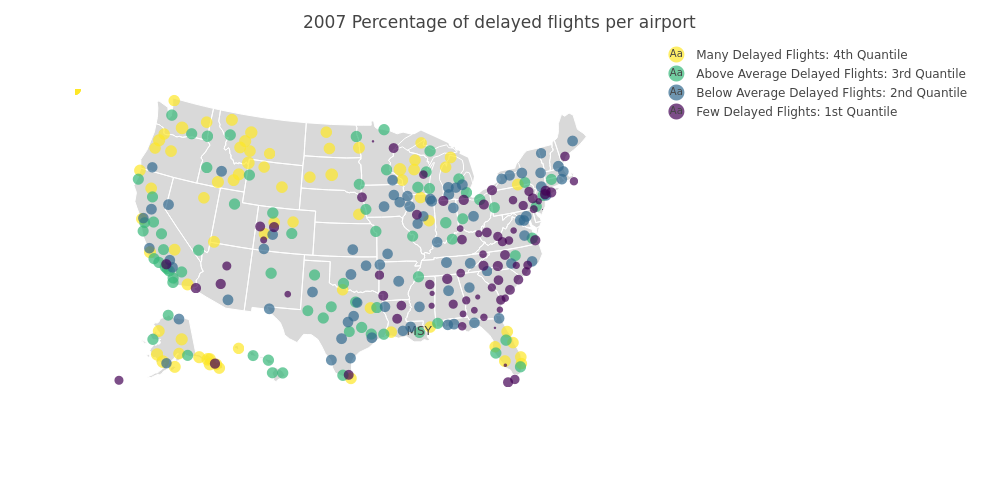 2007 Percentage of delayed flights per airport
Aa Many Delayed Flights: 4th Quantile
Aa Above Average Delayed Flights: 3rd Quantile
Aa Below Average Delayed Flights: 2nd Quantile
Aa Few Delayed Flights: 1st Quantile
MSY